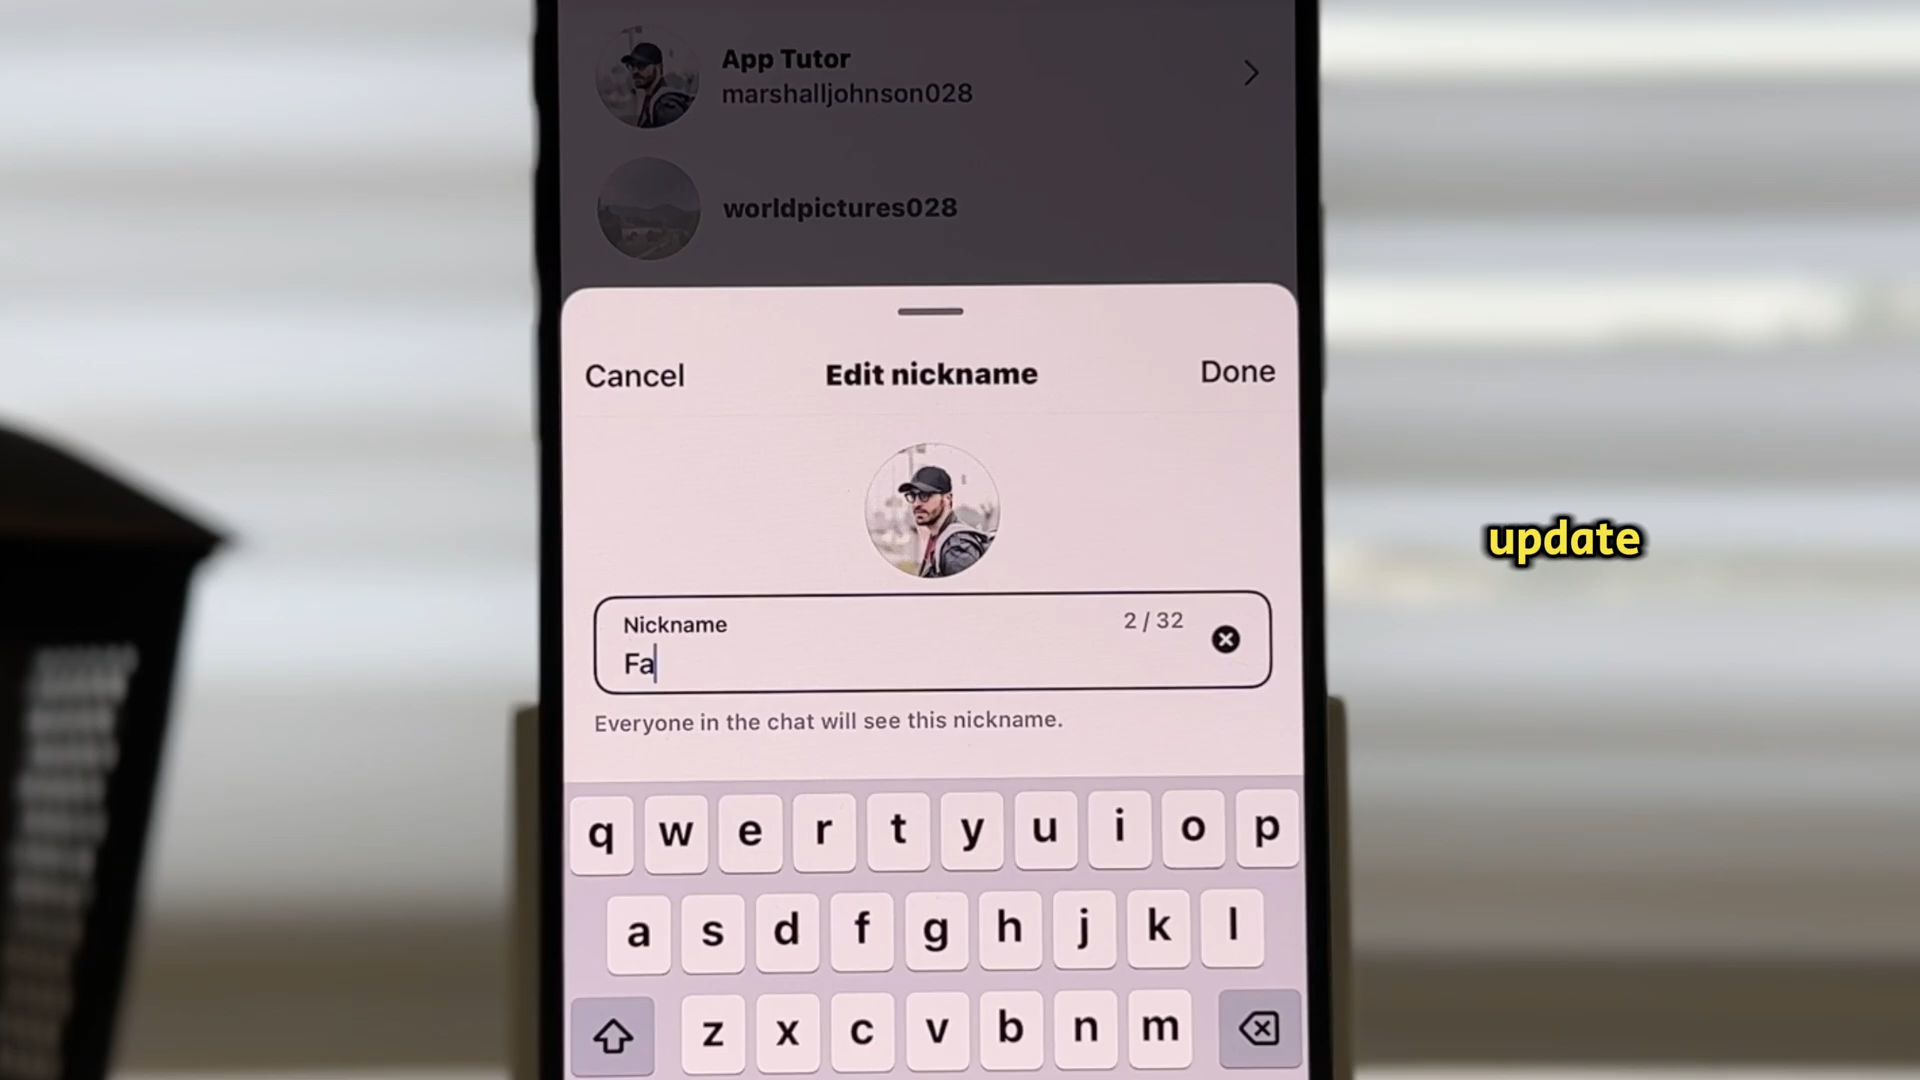 App Tutor
marshalljohnson028
worldpictures028
Cancel Edit nickname Done
Nickname 2 / 32
Fa
Everyone in the chat will see this nickname.
update
q w e r t y u i o p
a s d f g h j k l
z x c v b n m